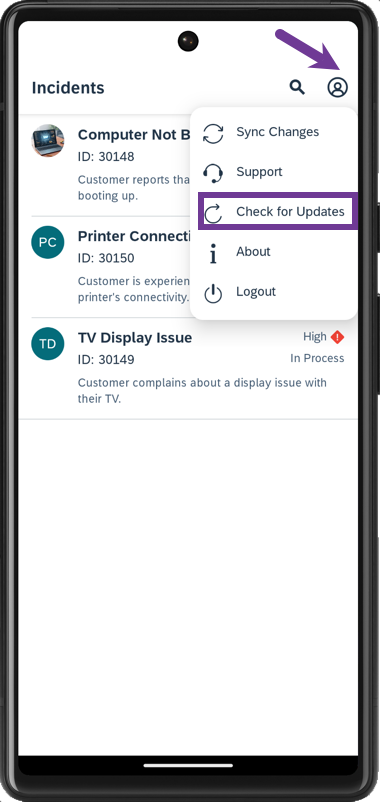 Incidents
Sync Changes
Support
Check for Updates
About
Logout
Computer Not B
ID: 30148
Customer reports tha
booting up.
PC
Printer Connecti
ID: 30150
Customer is experien
printer's connectivity.
TD
TV Display Issue
High
ID: 30149
In Process
Customer complains about a display issue with
their TV.